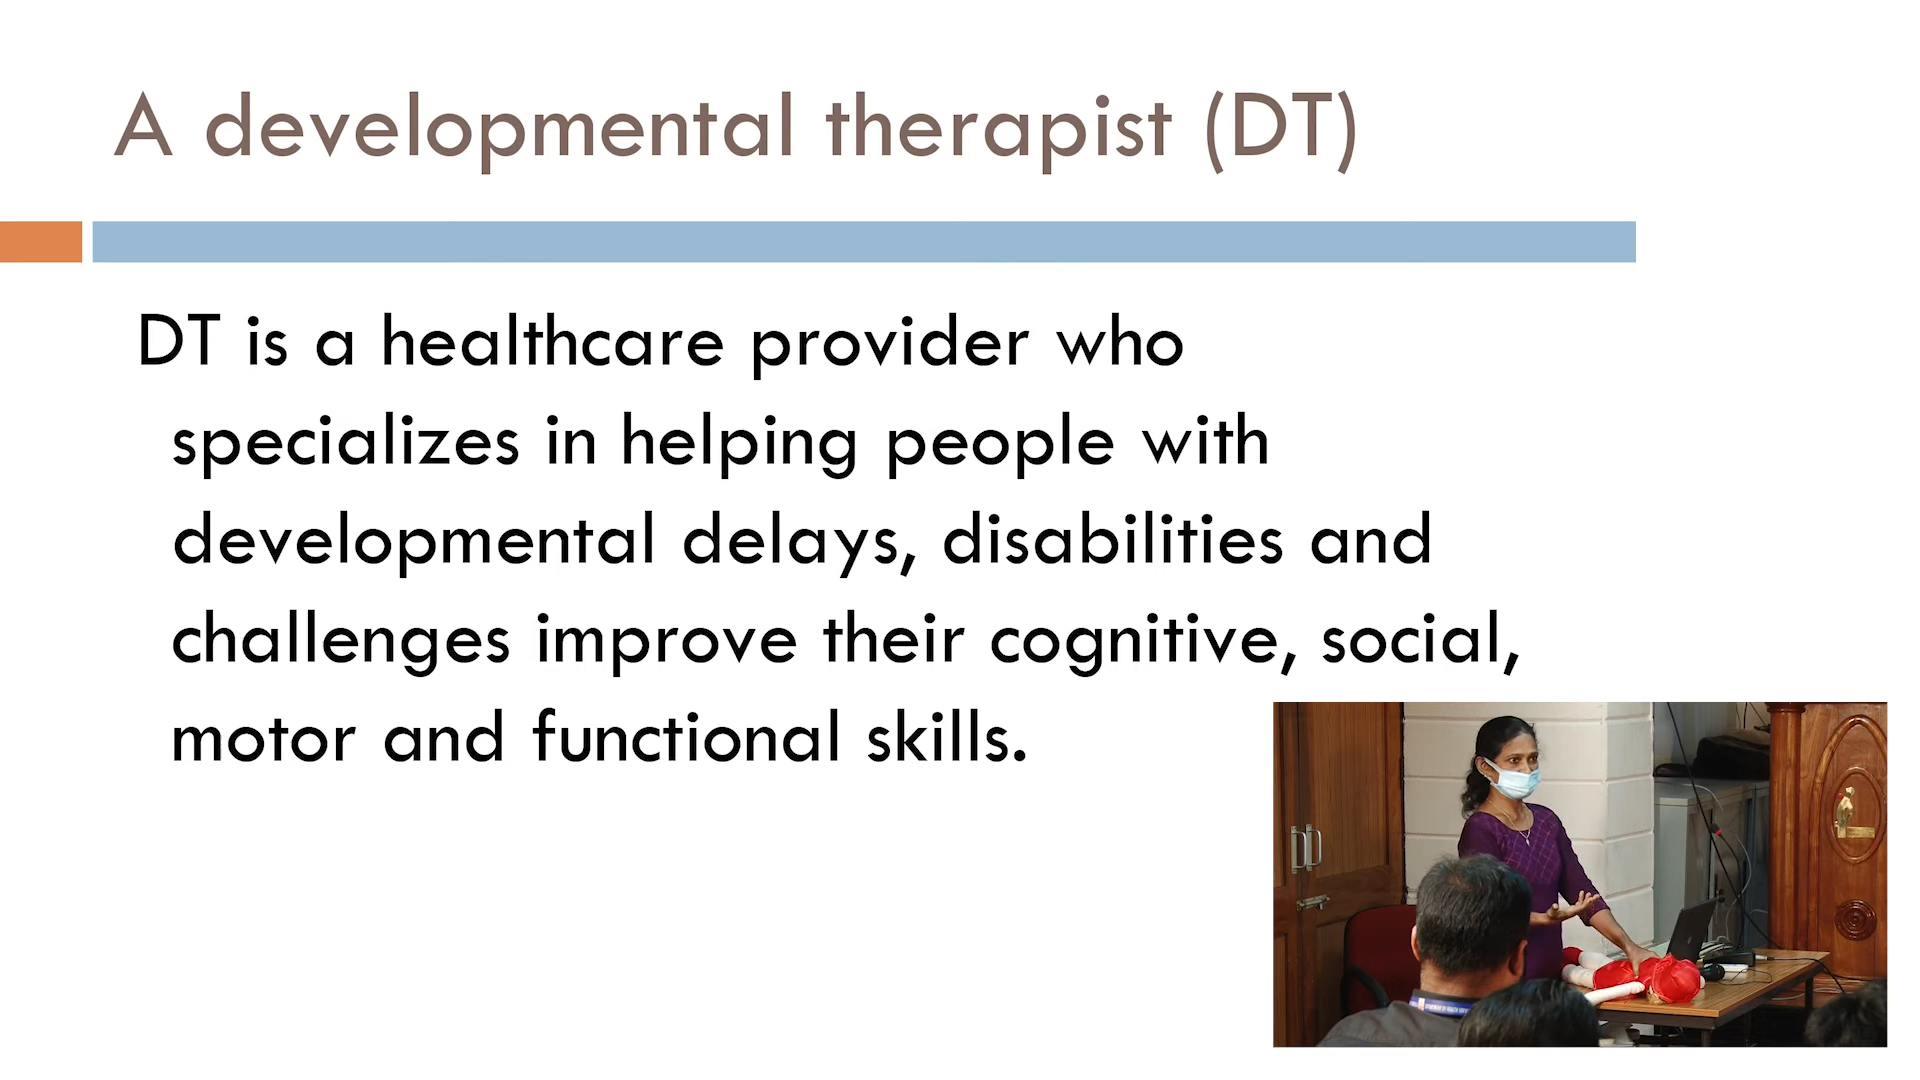 A developmental therapist (DT)
DT is a healthcare provider who
specializes in helping people with
developmental delays, disabilities and
challenges improve their cognitive, social,
motor and functional skills.